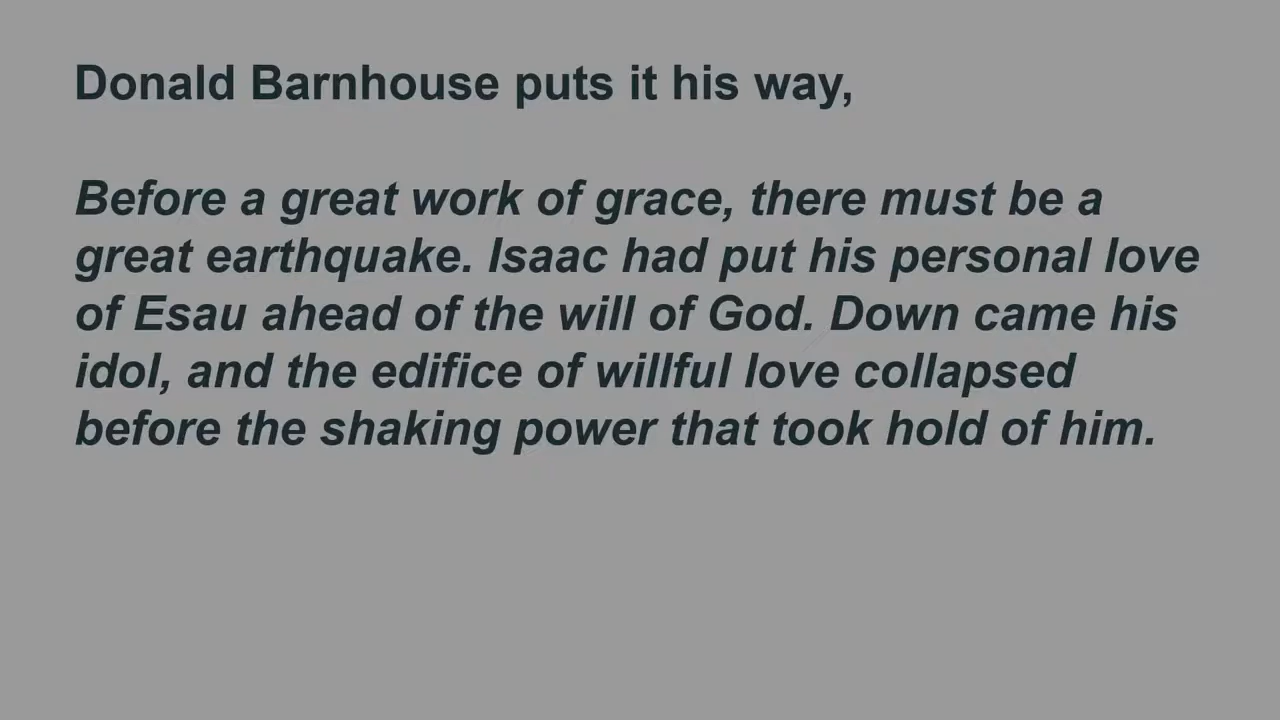 Donald Barnhouse puts it his way,
Before a great work of grace, there must be a
great earthquake. Isaac had put his personal love
of Esau ahead of the will of God. Down came his
idol, and the edifice of willful love collapsed
before the shaking power that took hold of him.